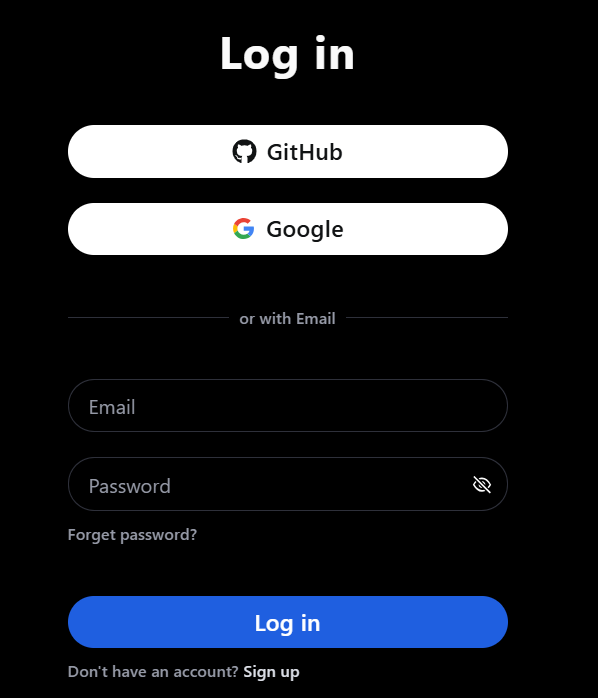 Log in
GitHub
Google
or with Email
Email
Password
Forget password?
Log in
Don't have an account? Sign up